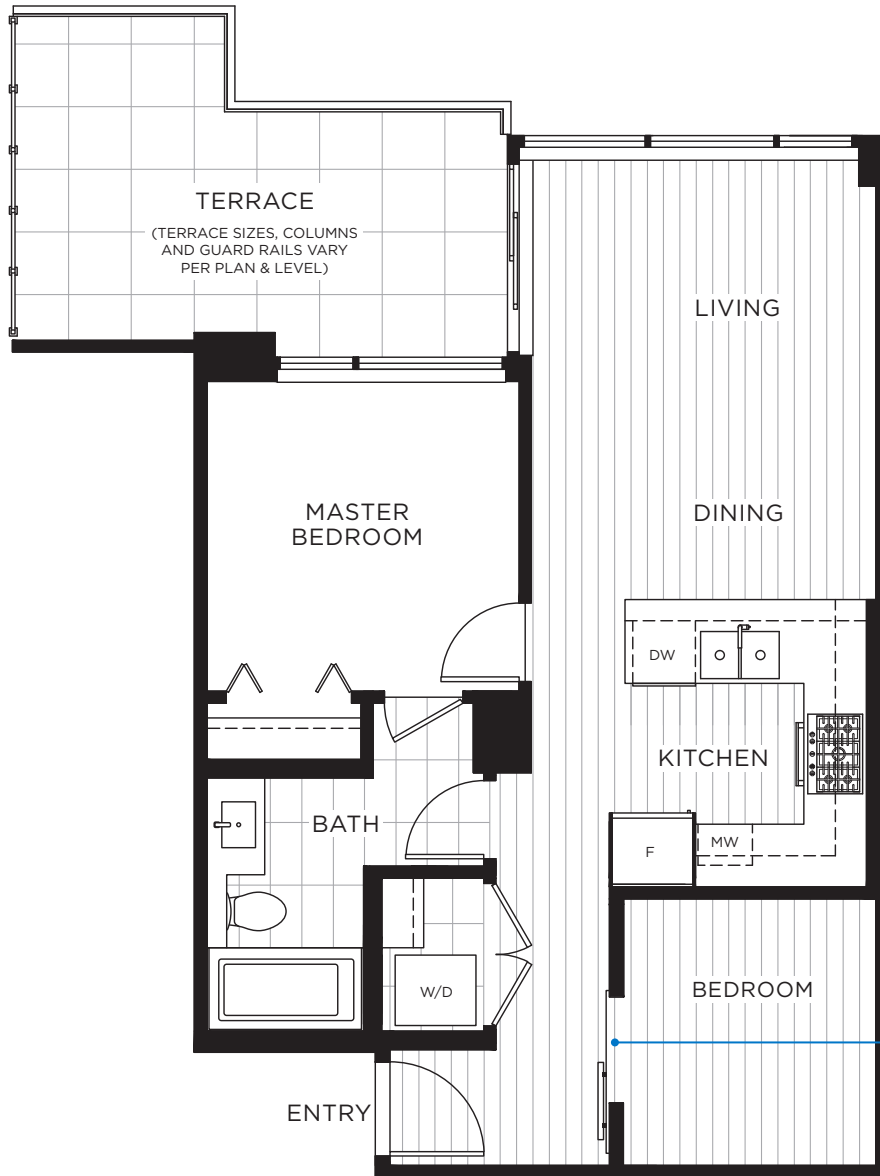 TERRACE
(TERRACE SIZES, COLUMNS
AND GUARD RAILS VARY
PER PLAN & LEVEL)
LIVING
MASTER
BEDROOM
DINING
DW
KITCHEN
BATH
F
MW
W/D
BEDROOM
ENTRY